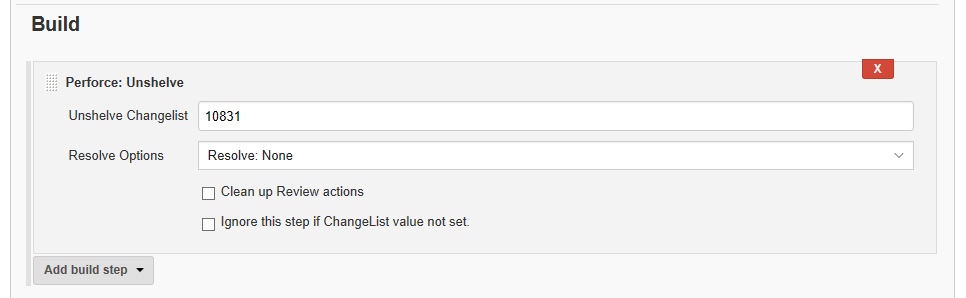 Build
X
Perforce: Unshelve
Unshelve Changelist 10831
Resolve Options Resolve: None
Clean up Review actions
Ignore this step if ChangeList value not set.
Add build step